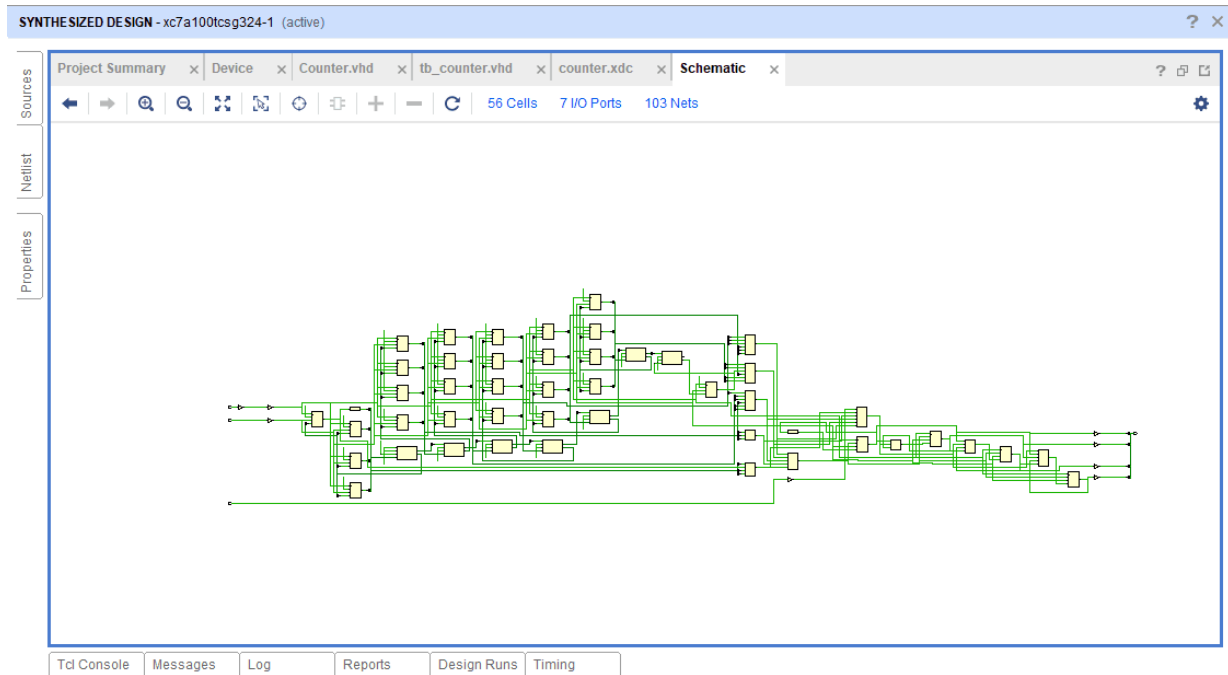 SYNTHESIZED DESIGN - xc7a100tcsg324-1 (active)
Project Summary Device Counter.vhd tb_counter.vhd counter.xdc Schematic
56 Cells 7 I/O Ports 103 Nets
Sources
Netlist
Properties
Tcl Console Messages Log Reports Design Runs Timing